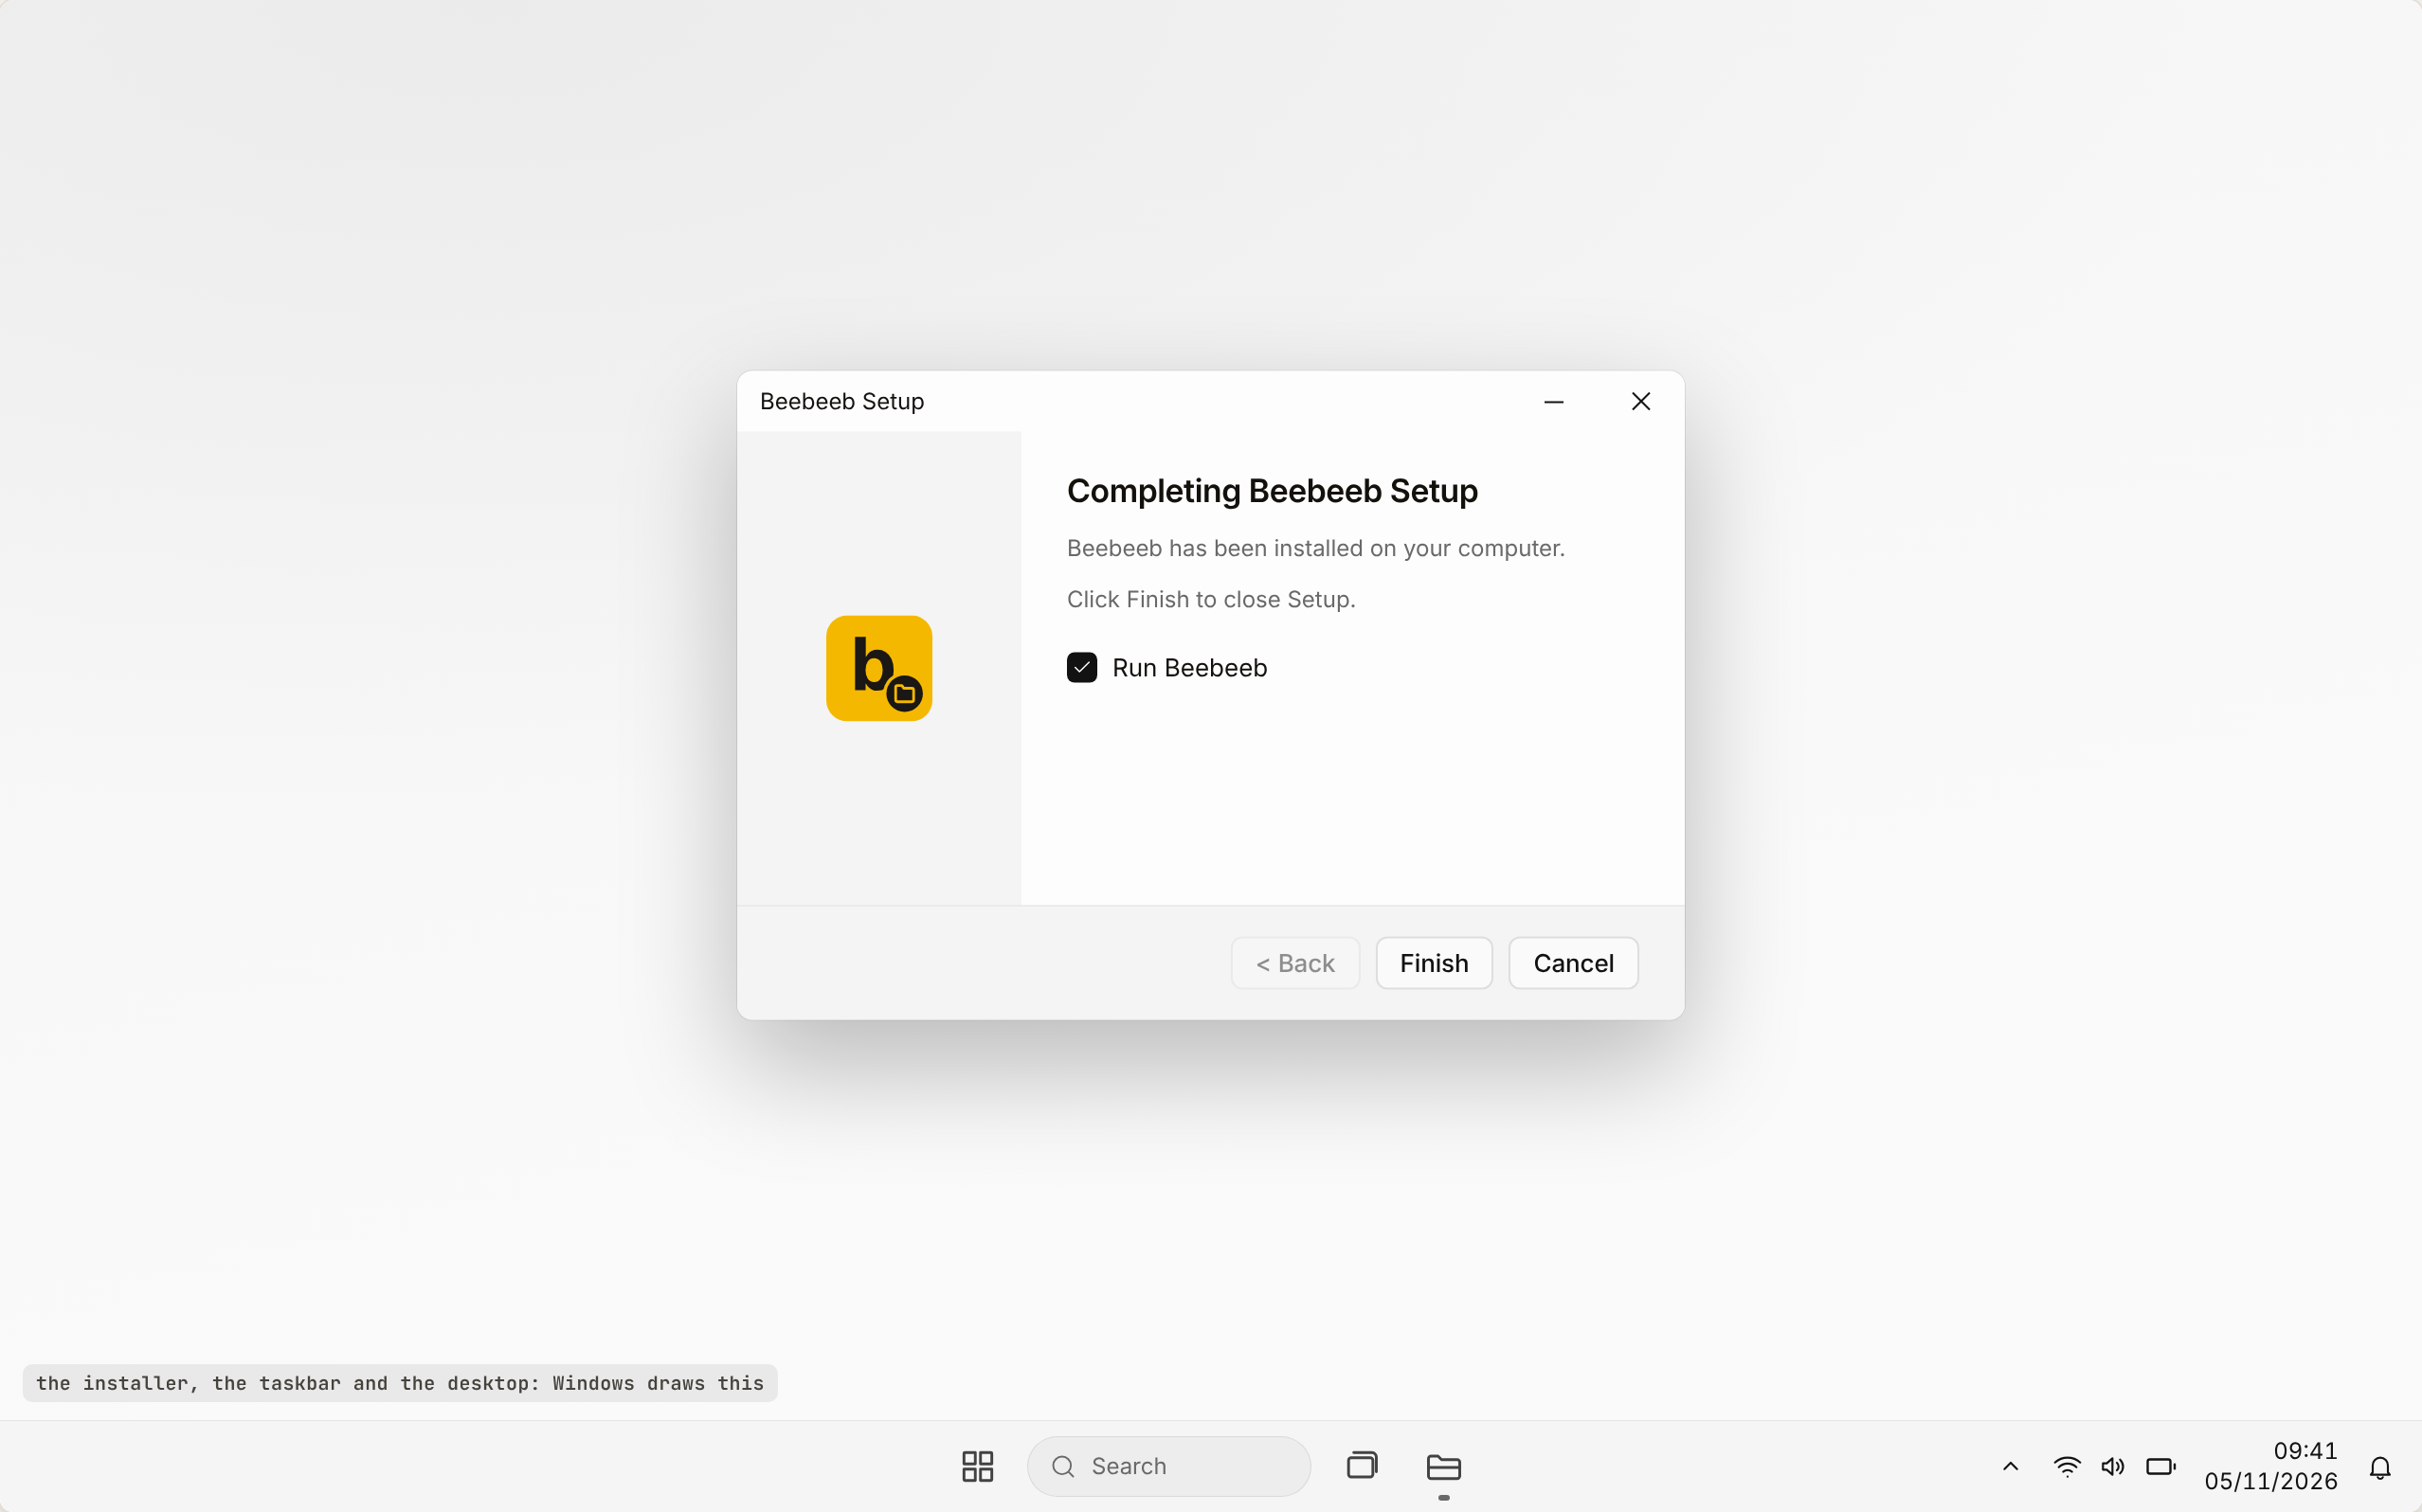 Beebeeb Setup
Completing Beebeeb Setup
Beebeeb has been installed on your computer.
Click Finish to close Setup.
b
Run Beebeeb
< Back
Finish
Cancel
the installer, the taskbar and the desktop: Windows draws this
Search
09:41
05/11/2026